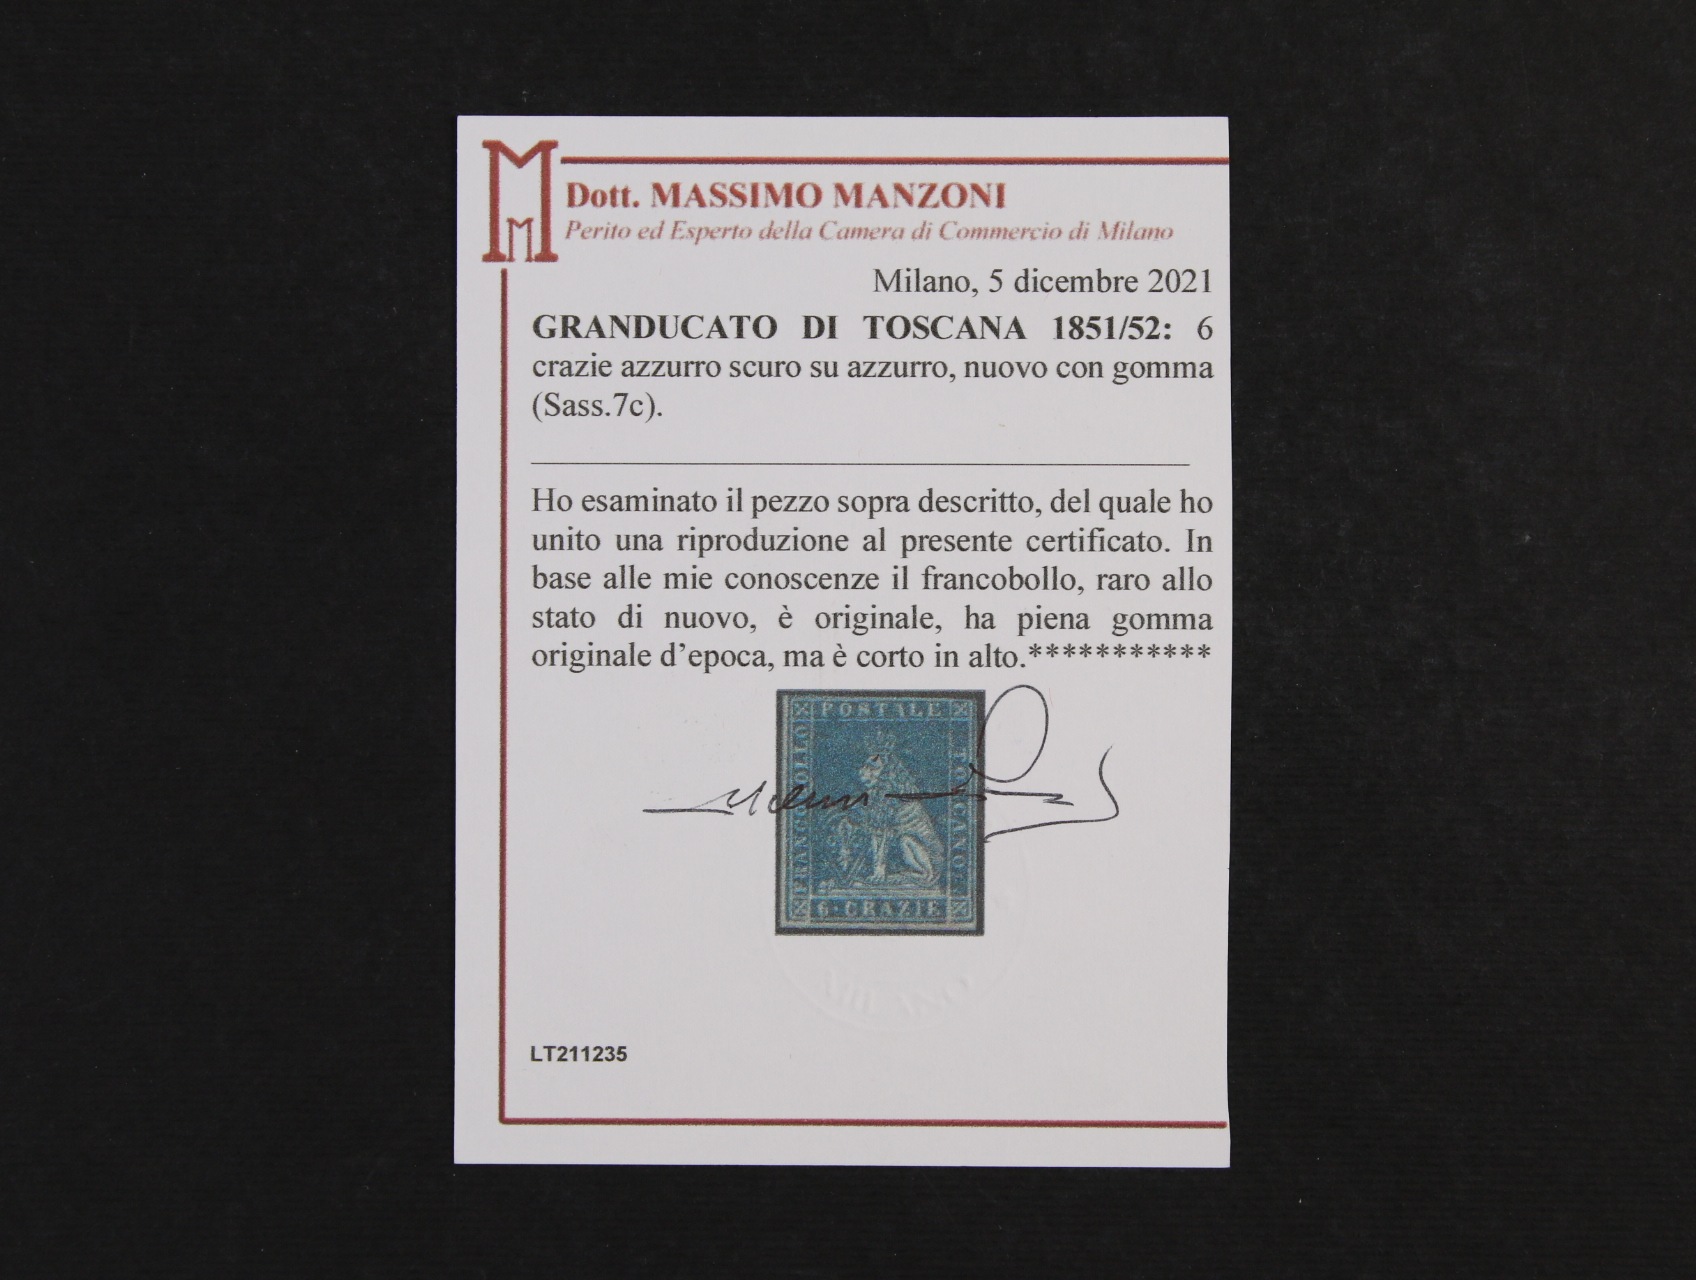 Dott. MASSIMO MANZONI
Perito ed Esperto della Camera di Commercio di Milano
Milano, 5 dicembre 2021
GRANDUCATO DI TOSCANA 1851/52: 6
crazie azzurro scuro su azzurro, nuovo con gomma
(Sass.7c).
Ho esaminato il pezzo sopra descritto, del quale ho
unito una riproduzione al presente certificato. In
base alle mie conoscenze il francobollo, raro allo
stato di nuovo, è originale, ha piena gomma
originale d’epoca, ma è corto in alto.***********
POSTALE
FRANCOBOLLO
TOSCANO
6 CRAZIE
MILANO
LT211235